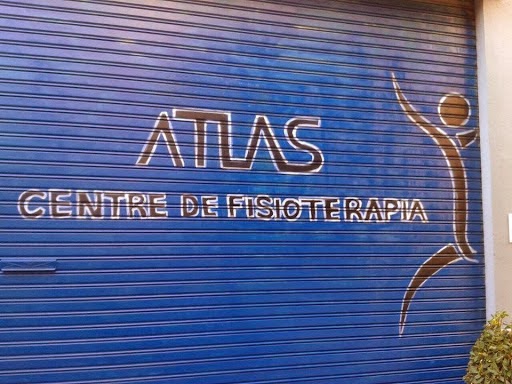 ATLAS
CENTRE DE FISIOTERAPIA